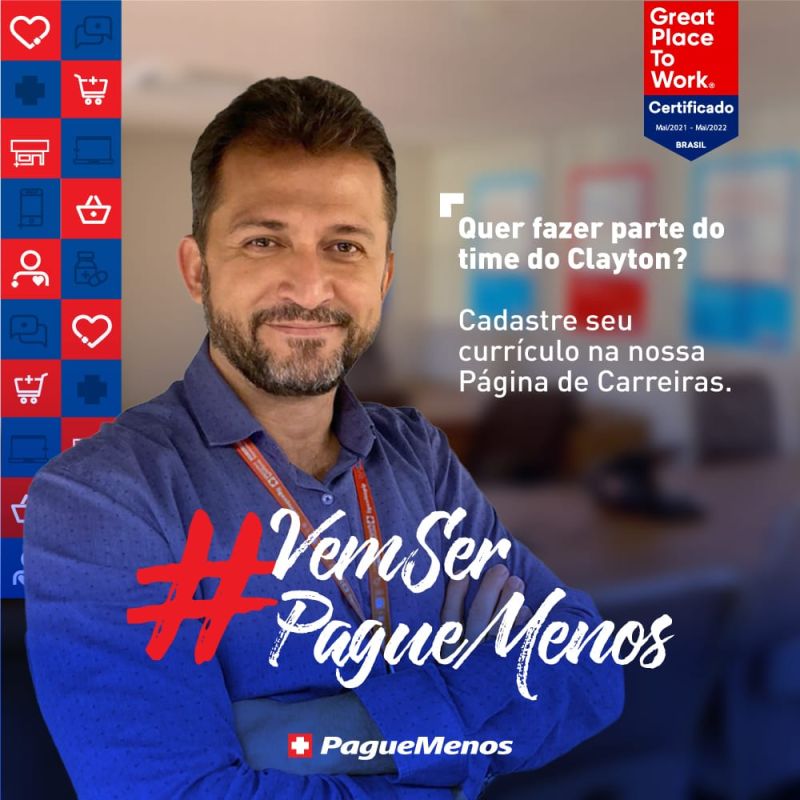 Great
Place
To
Work®
Certificado
Mai/2021 - Mai/2022
BRASIL
Quer fazer parte do
time do Clayton?
Cadastre seu
currículo na nossa
Página de Carreiras.
#VemSer
PagueMenos
PagueMenos